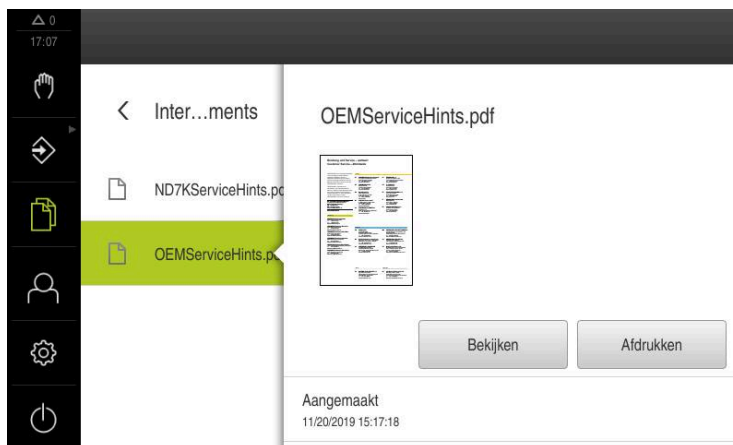 0
17:07
Inter…ments
OEMServiceHints.pdf
ND7KServiceHints.pd
OEMServiceHints.pd
Bekijken
Afdrukken
Aangemaakt
11/20/2019 15:17:18